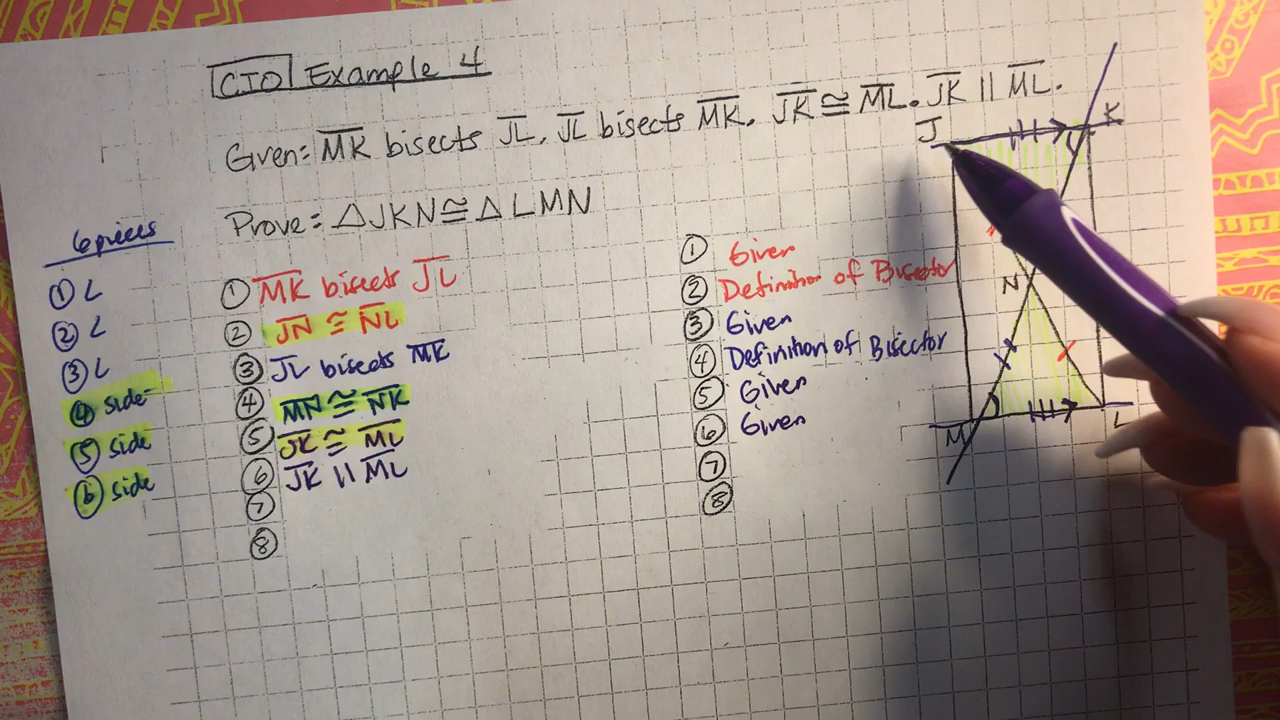 CTO Example 4
Given: MK bisects JL, JL bisects MK, JK ≅ ML. JK || ML.
Prove: △JKN ≅ △LMN
6 pieces
① L
② L
③ L
④ side
⑤ side
⑥ side
① MK bisects JL
② JN ≅ NL
③ JL bisects MK
④ MN ≅ NK
⑤ JK ≅ ML
⑥ JK || ML
⑦
⑧
① Given
② Definition of Bisector
③ Given
④ Definition of Bisector
⑤ Given
⑥ Given
⑦
⑧
J K
N
M L